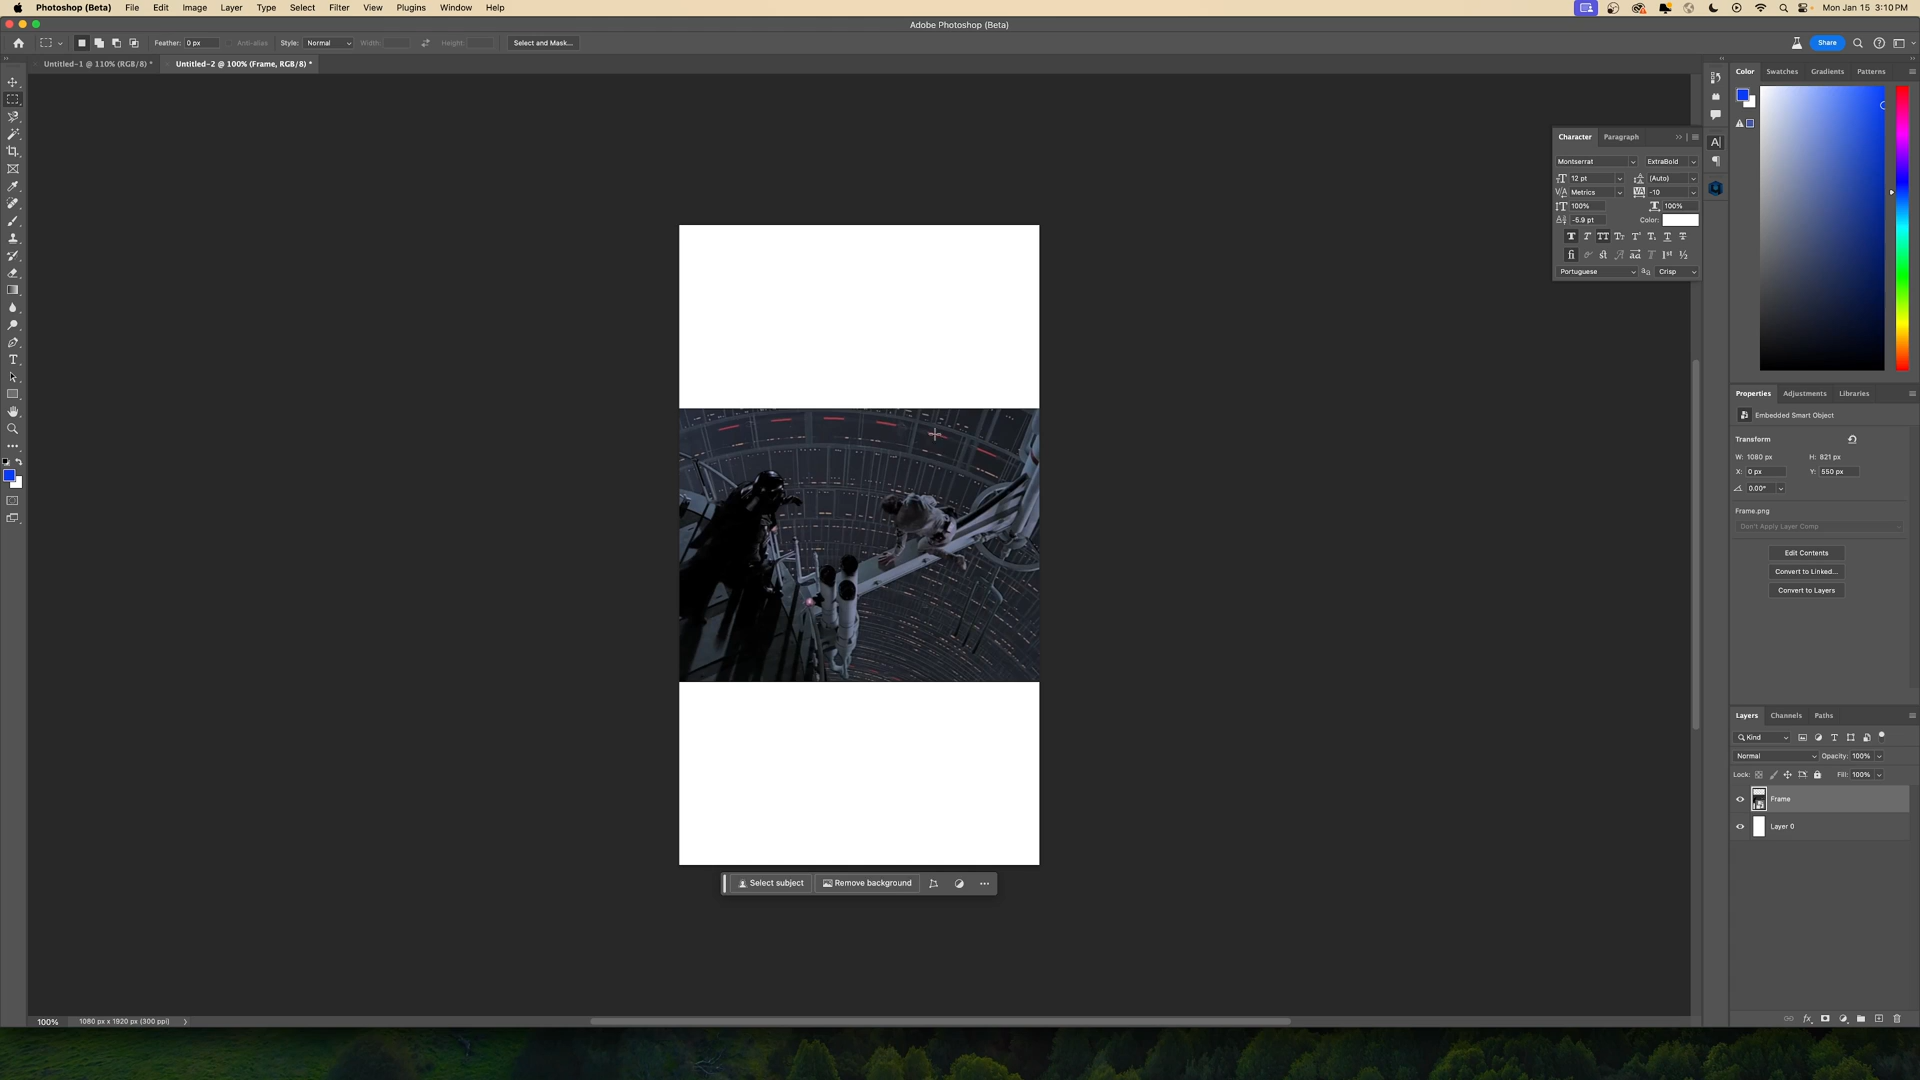 Photoshop (Beta) File Edit Image Layer Type Select Filter View Plugins Window Help Mon Jan 15 3:10 PM
Adobe Photoshop (Beta)
Feather: 0 px Anti-alias Style: Normal Width: Height: Select and Mask... Share
Untitled-1 @ 110% (RGB/8) * Untitled-2 @ 100% (Frame, RGB/8) *
Color Swatches Gradients Patterns
Character Paragraph
Montserrat ExtraBold
12 pt (Auto)
Metrics -10
100% 100%
-5.9 pt Color:
Portuguese Crisp
Properties Adjustments Libraries
Embedded Smart Object
Transform
W: 1080 px H: 821 px
X: 0 px Y: 550 px
0.00°
Frame.png
Don't Apply Layer Comp
Edit Contents
Convert to Linked...
Convert to Layers
Layers Channels Paths
Kind
Normal Opacity: 100%
Lock: Fill: 100%
Frame
Layer 0
Select subject Remove background
100% 1080 px x 1920 px (300 ppi)